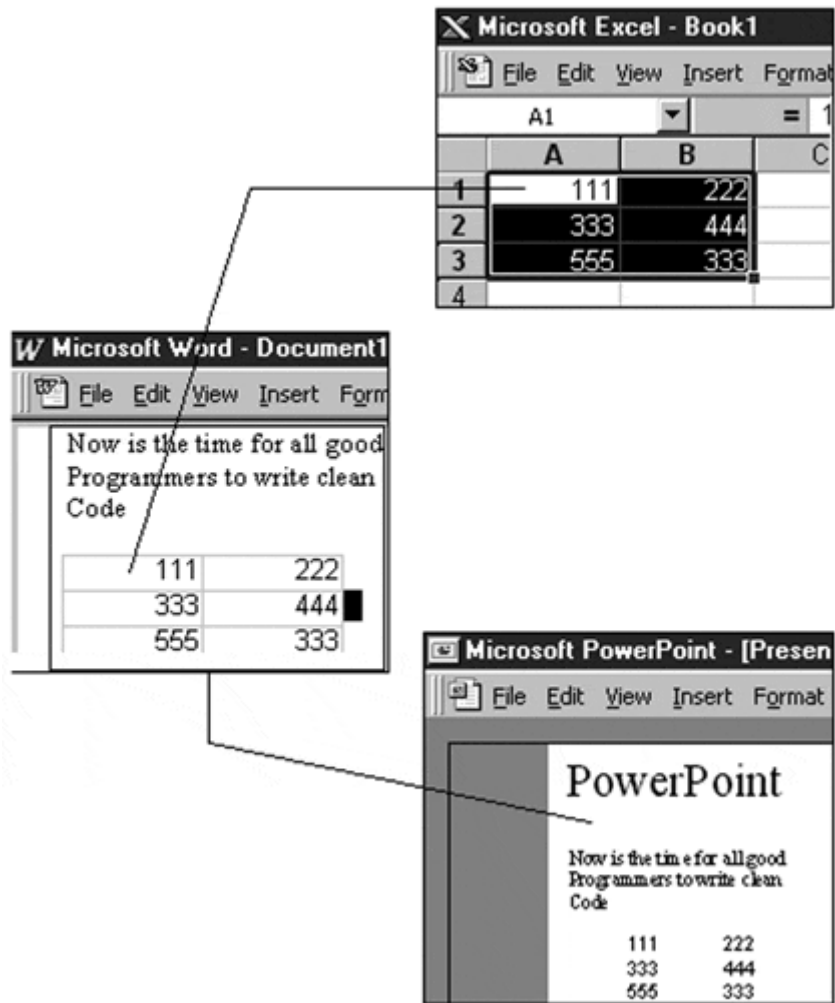 Microsoft Excel - Book1
File Edit View Insert Format
A1 = 1
A B C
1 111 222
2 333 444
3 555 333
4
Microsoft Word - Document1
File Edit View Insert Form
Now is the time for all good
Programmers to write clean
Code
111 222
333 444
555 333
Microsoft PowerPoint - [Presen
File Edit View Insert Format
PowerPoint
Now is the time for all good
Programmers to write clean
Code
111 222
333 444
555 333